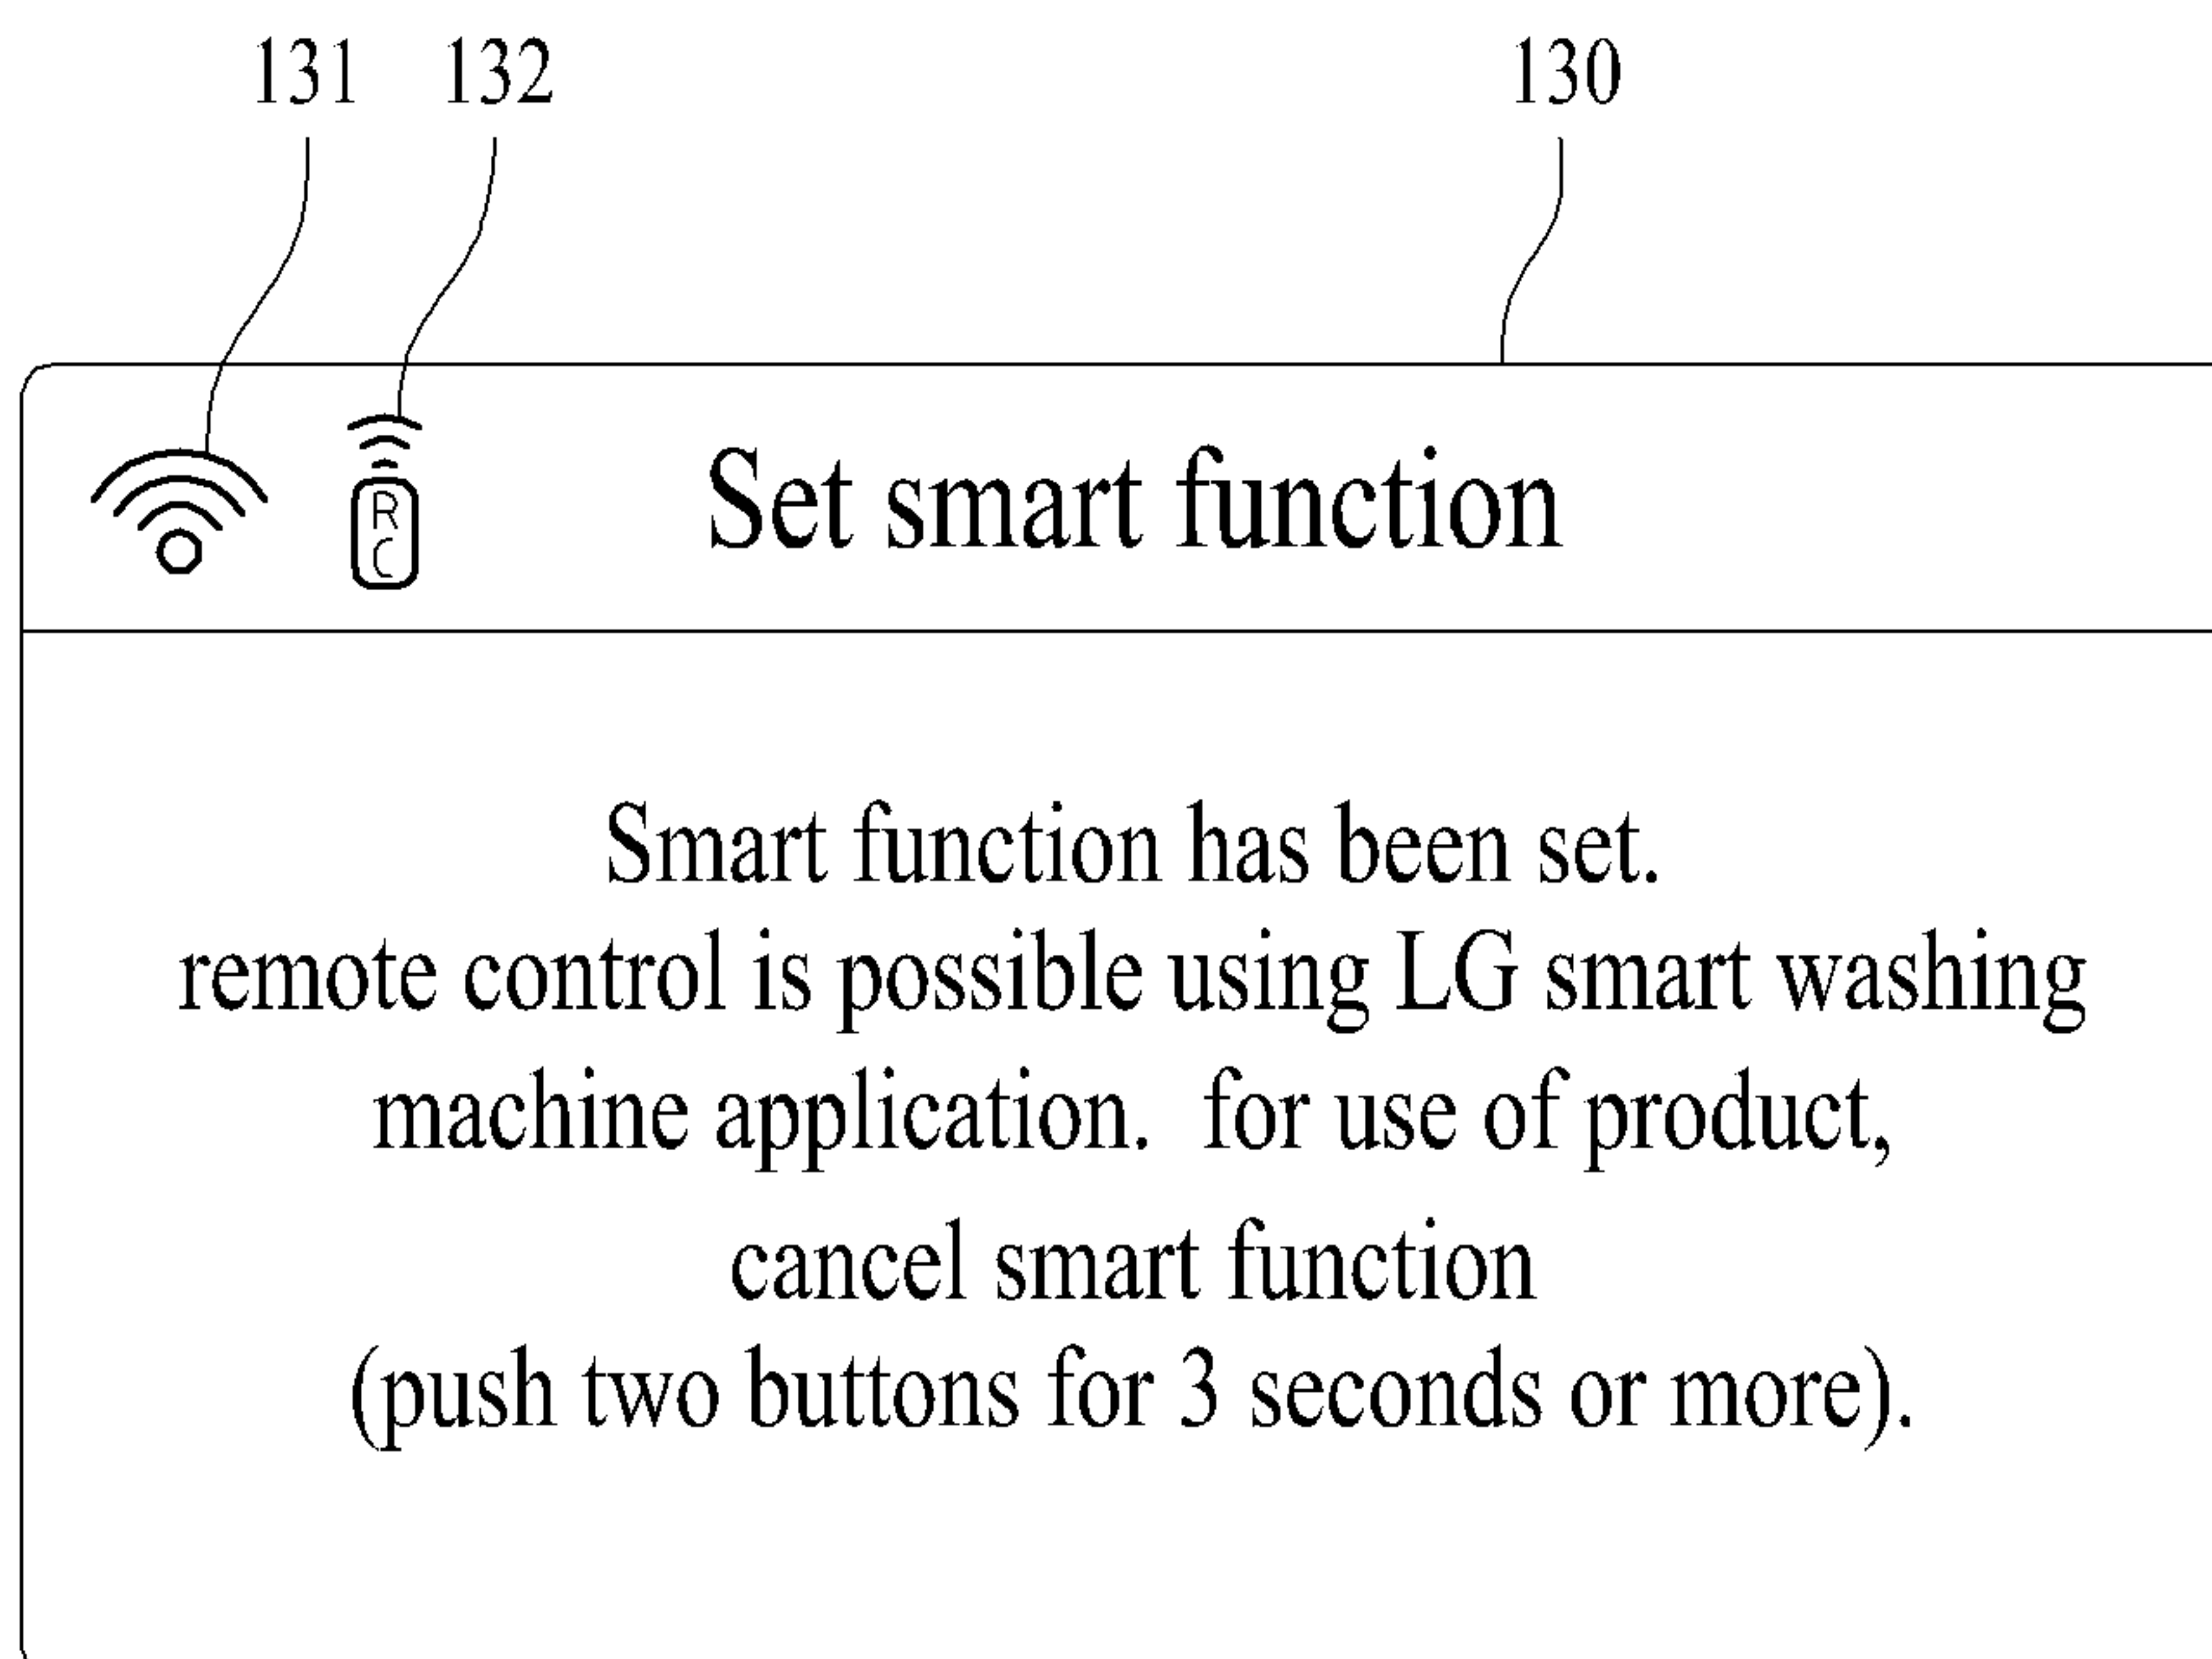 131 132 130
R
C
Set smart function
Smart function has been set.
remote control is possible using LG smart washing
machine application. for use of product,
cancel smart function
(push two buttons for 3 seconds or more).